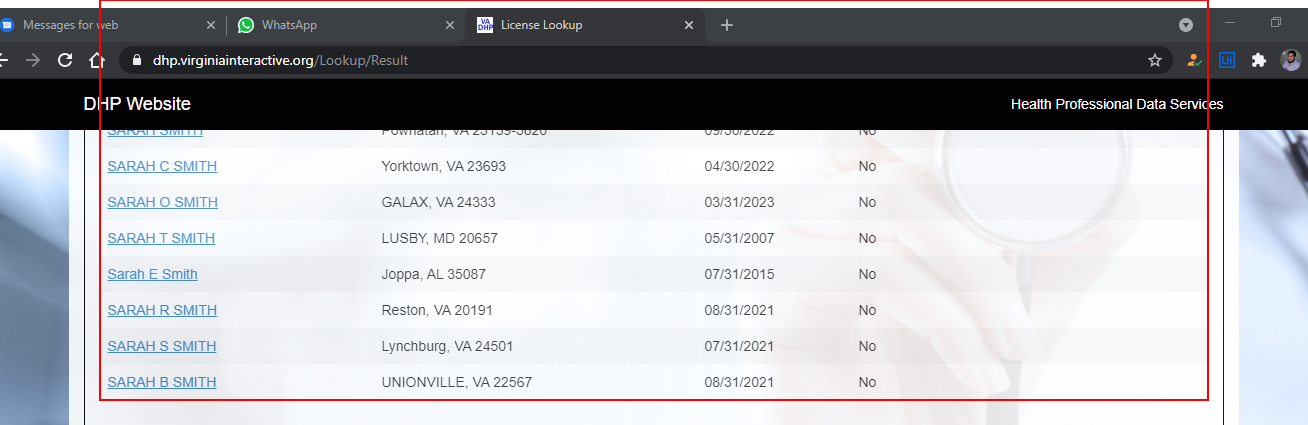 Messages for web WhatsApp VA DHP License Lookup
dhp.virginiainteractive.org/Lookup/Result Ui
DHP Website Health Professional Data Services
SARAH SMITH Powhatan, VA 23139-5820 09/30/2022 No
SARAH C SMITH Yorktown, VA 23693 04/30/2022 No
SARAH O SMITH GALAX, VA 24333 03/31/2023 No
SARAH T SMITH LUSBY, MD 20657 05/31/2007 No
Sarah E Smith Joppa, AL 35087 07/31/2015 No
SARAH R SMITH Reston, VA 20191 08/31/2021 No
SARAH S SMITH Lynchburg, VA 24501 07/31/2021 No
SARAH B SMITH UNIONVILLE, VA 22567 08/31/2021 No